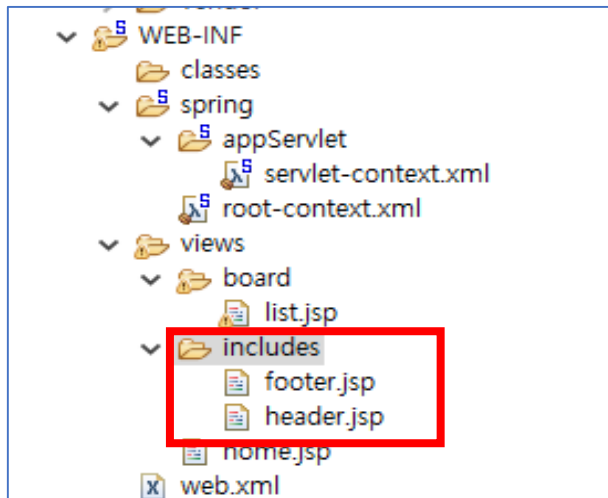 WEB-INF
classes
spring
appServlet
servlet-context.xml
root-context.xml
views
board
list.jsp
includes
footer.jsp
header.jsp
home.jsp
web.xml